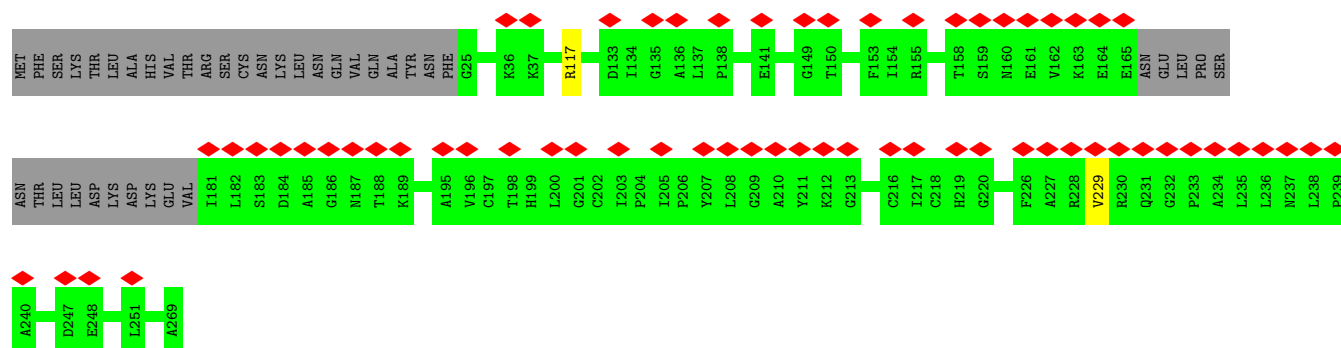 MET PHE SER LYS THR LEU ALA HIS VAL THR ARG SER CYS ASN LYS LEU ASN GLN VAL GLN ALA TYR ASN PHE G25 K36 K37 R117 D133 I134 G135 A136 L137 P138 E141 G149 T150 F153 I154 R155 T158 S159 N160 E161 V162 K163 E164 E165 ASN GLU LEU PRO SER
ASN THR LEU LEU ASP LYS ASP LYS GLU VAL I181 L182 S183 D184 A185 G186 N187 T188 K189 A195 V196 C197 T198 H199 L200 G201 C202 I203 P204 I205 P206 Y207 L208 G209 A210 Y211 K212 G213 C216 I217 C218 H219 G220 F226 A227 R228 V229 R230 Q231 G232 P233 A234 L235 L236 N237 L238 P239
A240 D247 E248 L251 A269